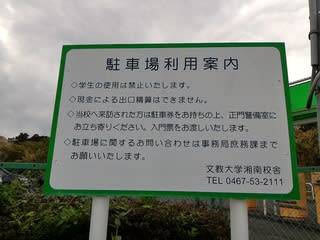 駐車場利用案内
◇学生の使用は禁止いたします。
◇現金による出口精算はできません。
◇当校へ来訪された方は駐車券をお持ちの上、正門警備室に
お立ち寄りください。入門票をお渡しいたします。
◇駐車場に関するお問い合わせは事務局庶務課まで
お願いいたします。
文教大学湘南校舎
TEL 0467-53-2111